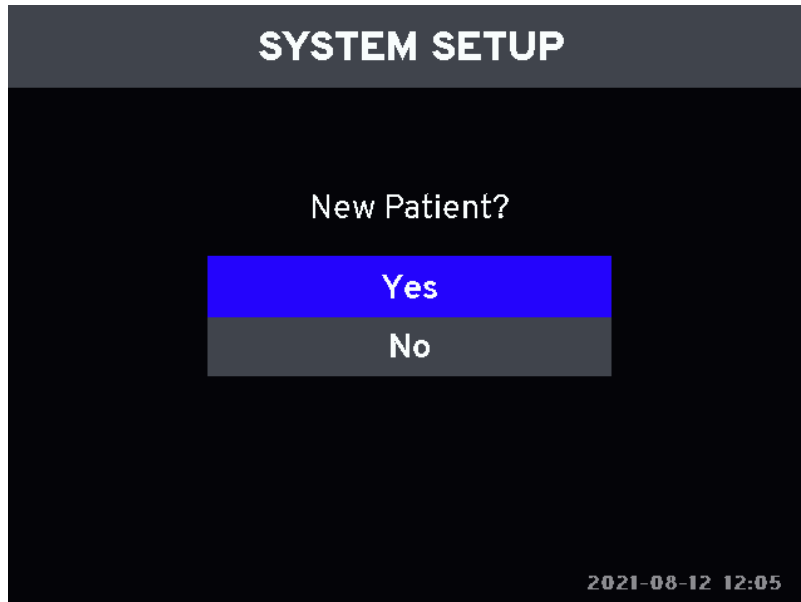 SYSTEM SETUP
New Patient?
Yes
No
2021-08-12 12:05